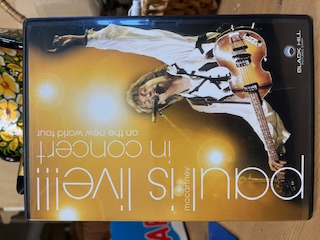 BLACK HILL
paul is live!!!
mccartney
in concert
on the new world tour